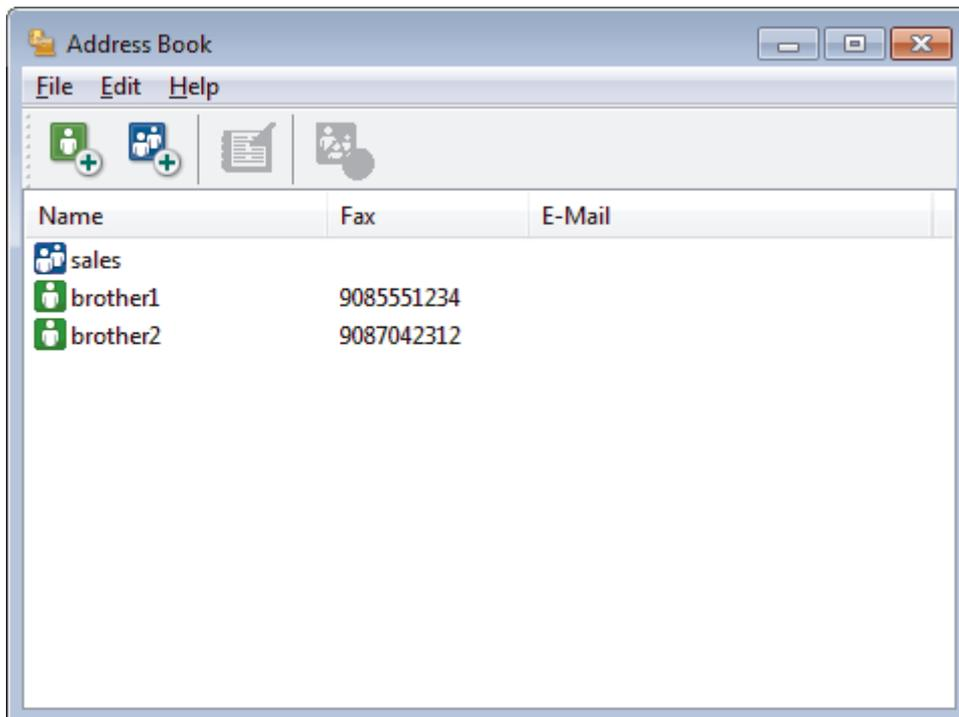 Address Book
File Edit Help
Name Fax E-Mail
sales
brother1 9085551234
brother2 9087042312